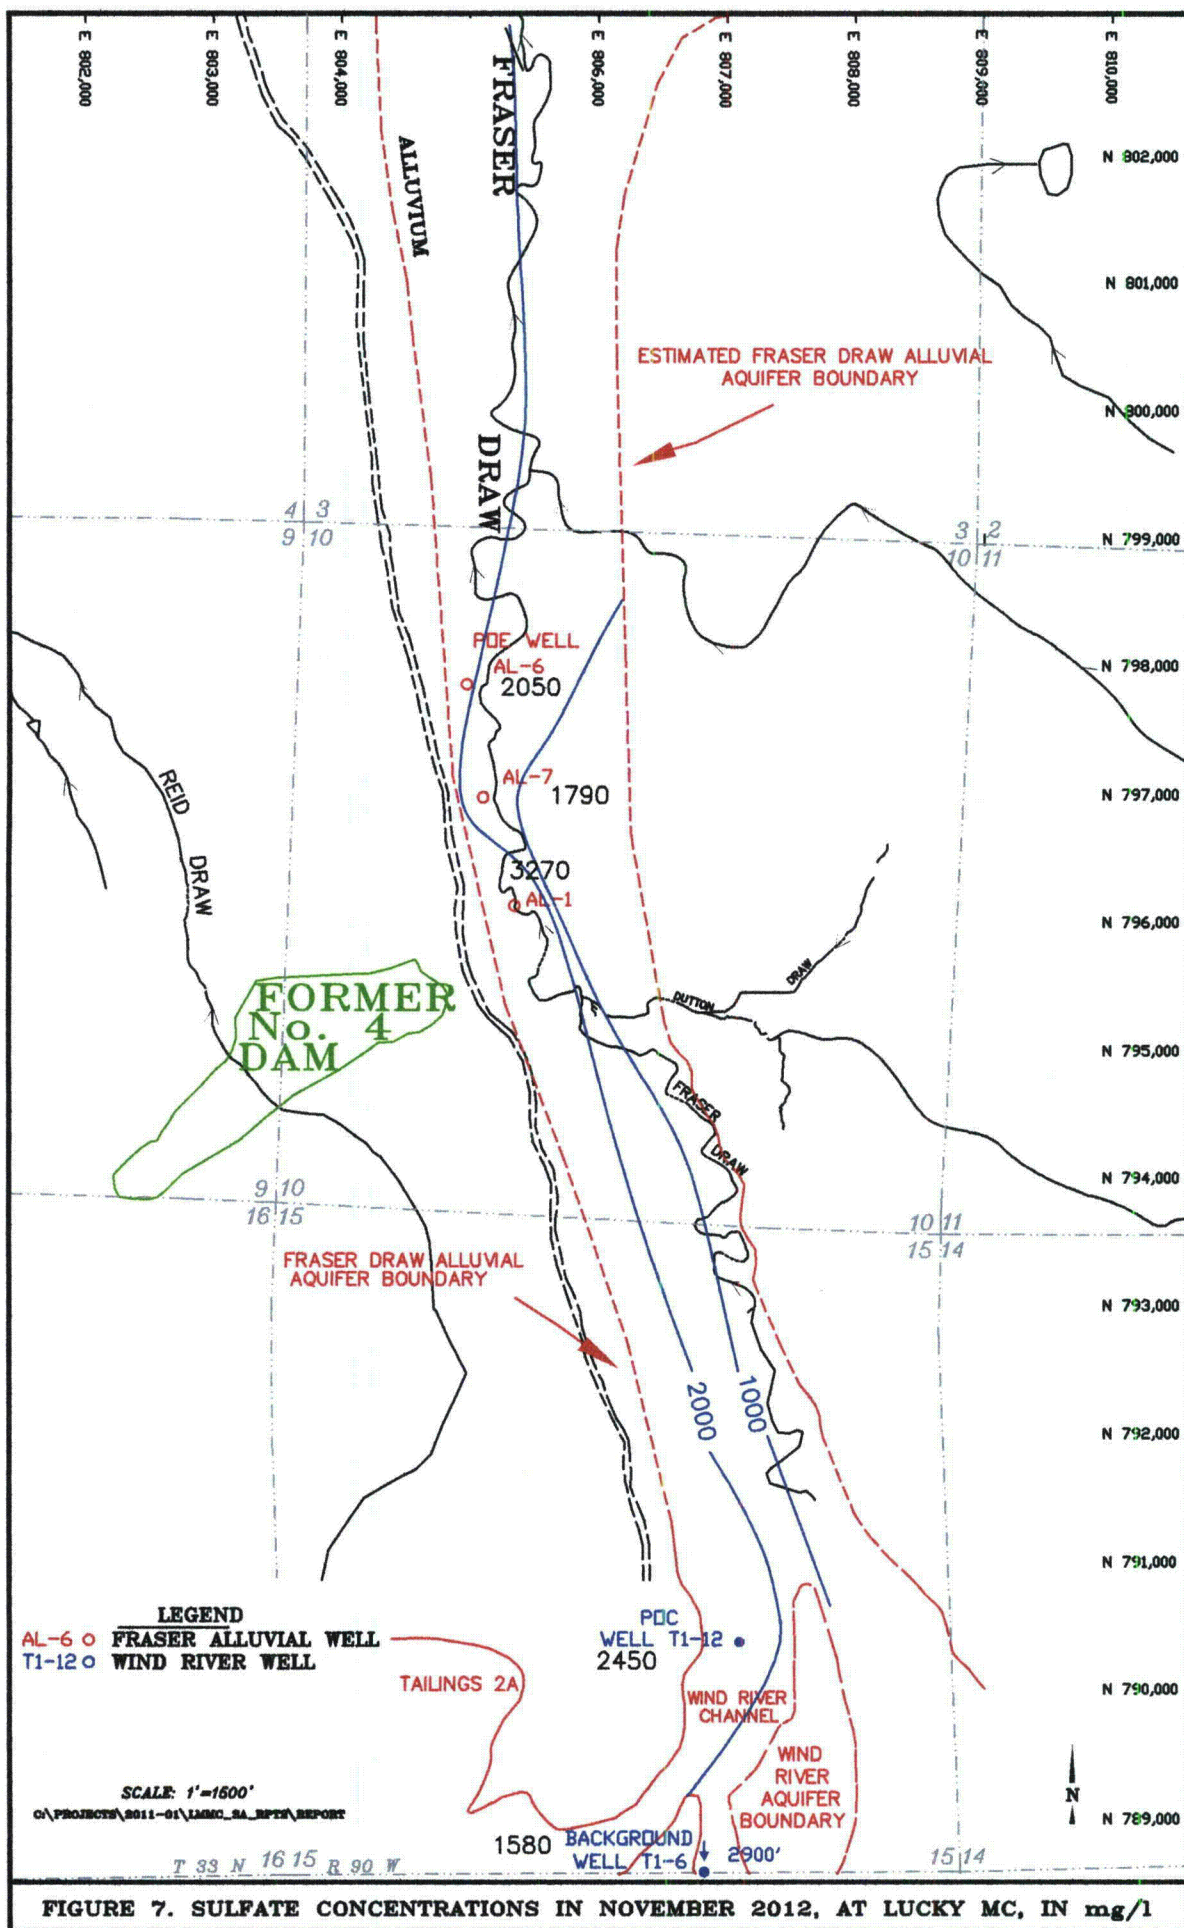 E 802,000
E 803,000
E 804,000
E 806,000
E 807,000
E 808,000
E 809,000
E 810,000
N 802,000
N 801,000
N 800,000
N 799,000
N 798,000
N 797,000
N 796,000
N 795,000
N 794,000
N 793,000
N 792,000
N 791,000
N 790,000
N 789,000
FRASER
DRAW
ALLUVIUM
ESTIMATED FRASER DRAW ALLUVIAL
AQUIFER BOUNDARY
4 3
9 10
3 2
10 11
POE WELL
AL-6
2050
AL-7
1790
3270
AL-1
REID
DRAW
FORMER
No. 4
DAM
E.
DUTTON
DRAW
FRASER
DRAW
9 10
16 15
10 11
15 14
FRASER DRAW ALLUVIAL
AQUIFER BOUNDARY
2000
1000
LEGEND
AL-6 o FRASER ALLUVIAL WELL
T1-12 o WIND RIVER WELL
POC
WELL T1-12
2450
TAILINGS 2A
WIND RIVER
CHANNEL
WIND
RIVER
AQUIFER
BOUNDARY
N
SCALE: 1"=1500'
C:\PROJECTS\2011-01\LMMC_SA_RPTS\REPORT
1580
BACKGROUND
WELL T1-6
2900'
T 33 N 16 15 R 90 W
15 14
FIGURE 7. SULFATE CONCENTRATIONS IN NOVEMBER 2012, AT LUCKY MC, IN mg/l